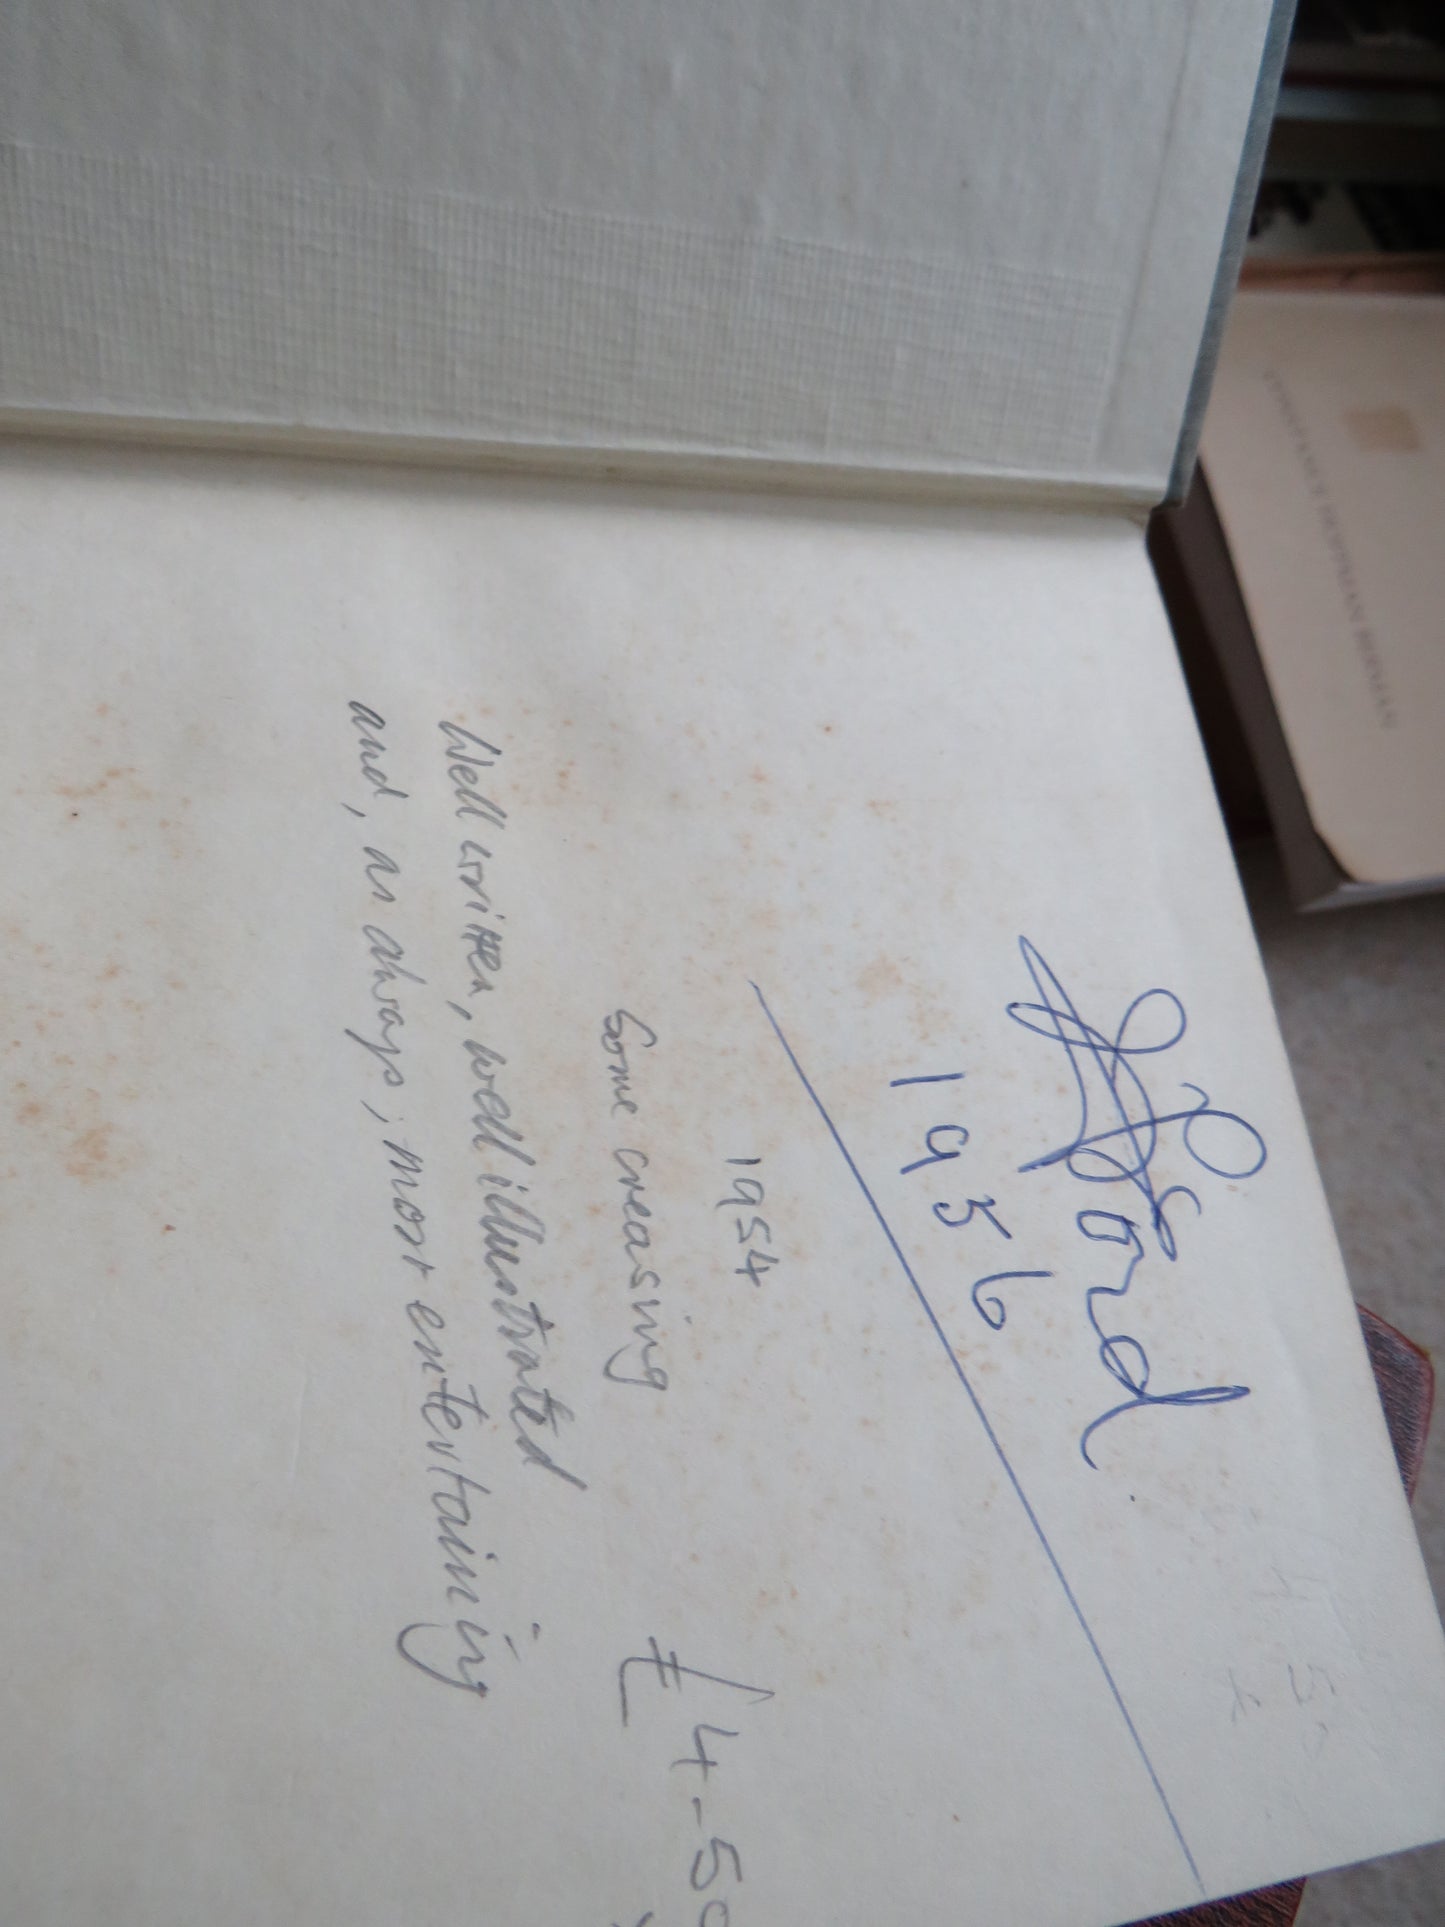 Ford
1956
1954
Some creasing
£4-50
Well written, well illustrated
and, as always; most entertaining